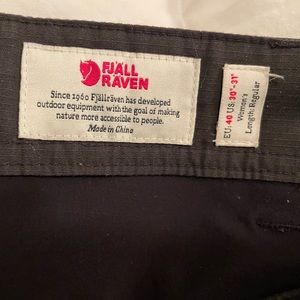 FJÄLL
RÄVEN
Since 1960 Fjällräven has developed
outdoor equipment with the goal of making
nature more accessible to people.
Made in China
EU: 40 US: 30"-31"
Women's
Length: Regular